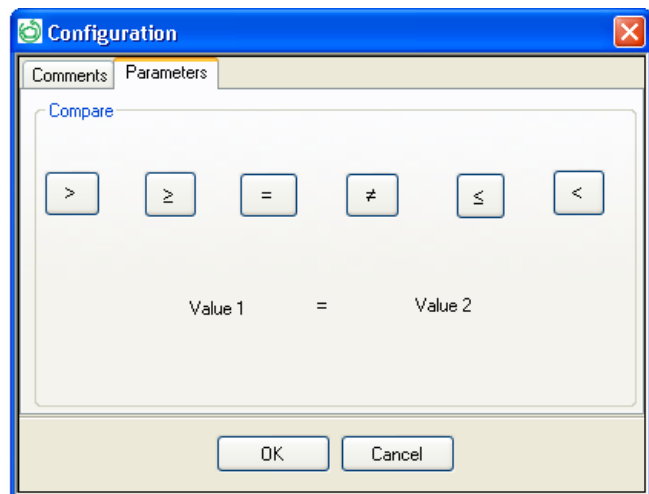 Configuration
Comments Parameters
Compare
> ≥ = ≠ ≤ <
Value 1 = Value 2
OK Cancel